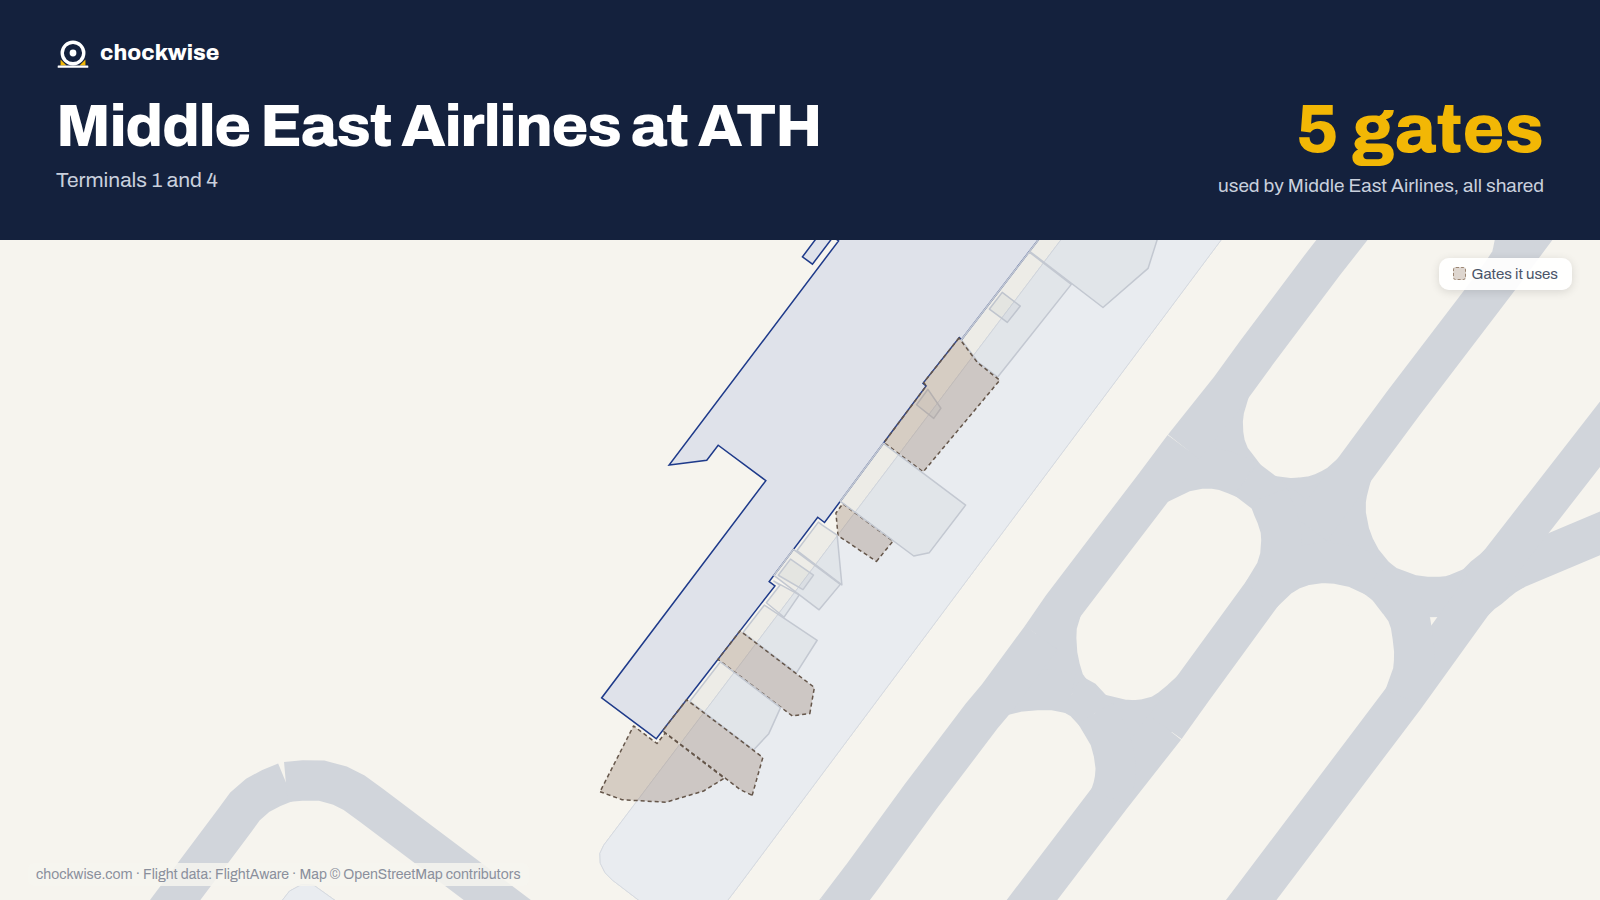 chockwise
Middle East Airlines at ATH
Terminals 1 and 4
5 gates
used by Middle East Airlines, all shared
Gates it uses
chockwise.com · Flight data: FlightAware · Map © OpenStreetMap contributors